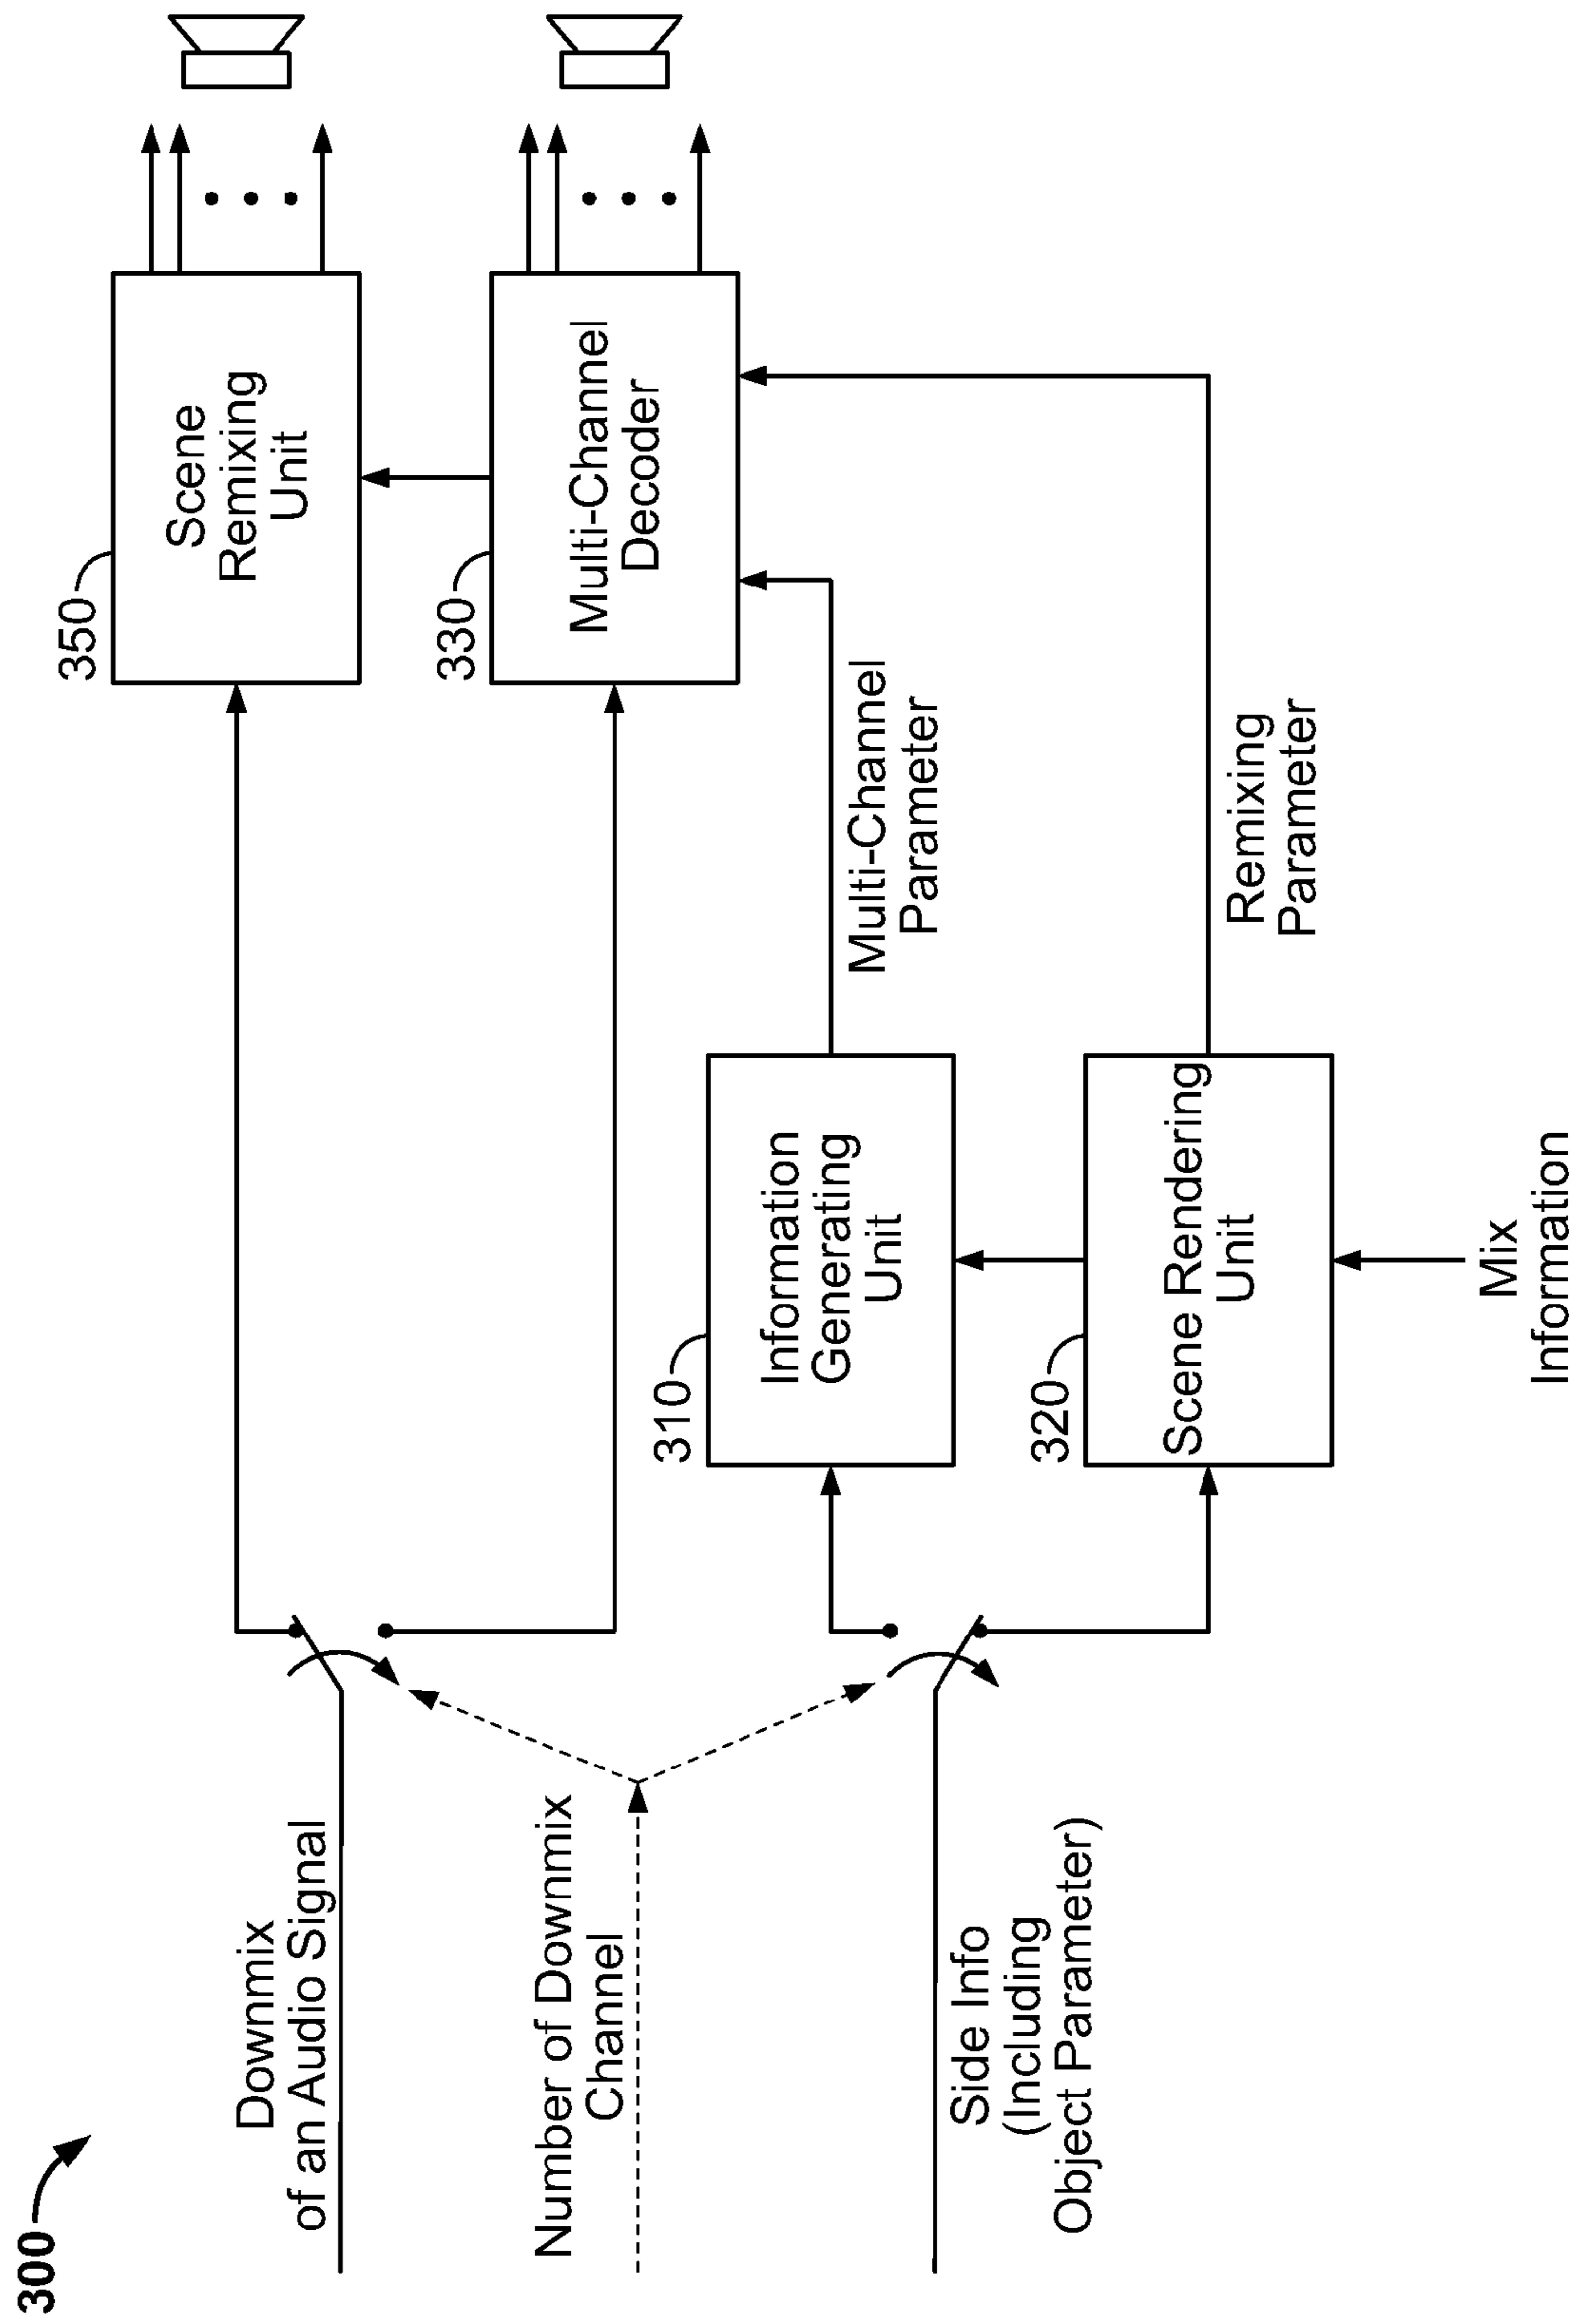 300
Downmix
of an Audio Signal
Number of Downmix
Channel
Side Info
(Including
Object Parameter)
310
Information
Generating
Unit
320
Scene Rendering
Unit
Mix
Information
Multi-Channel
Parameter
Remixing
Parameter
350
Scene
Remixing
Unit
330
Multi-Channel
Decoder